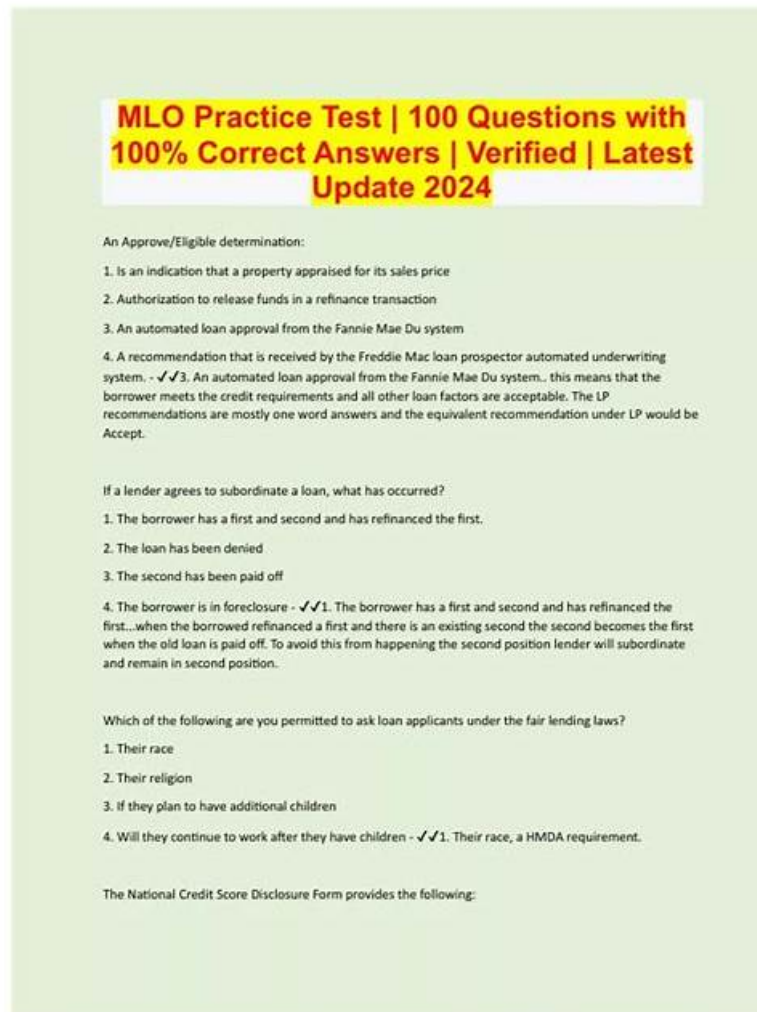 MLO Practice Test | 100 Questions with
100% Correct Answers | Verified | Latest
Update 2024
An Approve/Eligible determination:
1. Is an indication that a property appraised for its sales price
2. Authorization to release funds in a refinance transaction
3. An automated loan approval from the Fannie Mae Du system
4. A recommendation that is received by the Freddie Mac loan prospector automated underwriting
system. - ✓✓3. An automated loan approval from the Fannie Mae Du system.. this means that the
borrower meets the credit requirements and all other loan factors are acceptable. The LP
recommendations are mostly one word answers and the equivalent recommendation under LP would be
Accept.
If a lender agrees to subordinate a loan, what has occurred?
1. The borrower has a first and second and has refinanced the first.
2. The loan has been denied
3. The second has been paid off
4. The borrower is in foreclosure - ✓✓1. The borrower has a first and second and has refinanced the
first...when the borrowed refinanced a first and there is an existing second the second becomes the first
when the old loan is paid off. To avoid this from happening the second position lender will subordinate
and remain in second position.
Which of the following are you permitted to ask loan applicants under the fair lending laws?
1. Their race
2. Their religion
3. If they plan to have additional children
4. Will they continue to work after they have children - ✓✓1. Their race, a HMDA requirement.
The National Credit Score Disclosure Form provides the following: